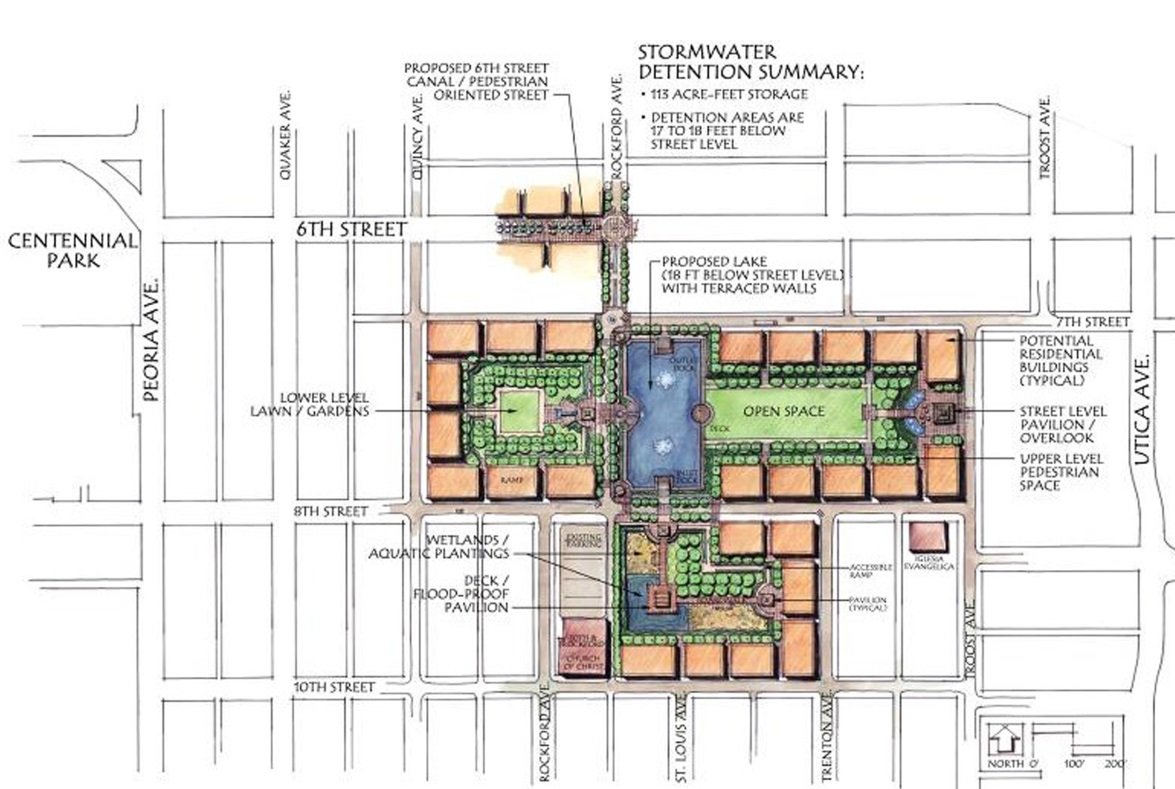 STORMWATER
DETENTION SUMMARY:
• 113 ACRE-FEET STORAGE
• DETENTION AREAS ARE
17 TO 18 FEET BELOW
STREET LEVEL
PROPOSED 6TH STREET
CANAL / PEDESTRIAN
ORIENTED STREET
QUAKER AVE.
QUINCY AVE.
ROCKFORD AVE.
TROOST AVE.
6TH STREET
CENTENNIAL
PARK
PEORIA AVE.
PROPOSED LAKE
(18 FT BELOW STREET LEVEL)
WITH TERRACED WALLS
7TH STREET
POTENTIAL
RESIDENTIAL
BUILDINGS
(TYPICAL)
UTICA AVE.
OUTLET
DOCK
LOWER LEVEL
LAWN / GARDENS
OPEN SPACE
DECK
STREET LEVEL
PAVILION /
OVERLOOK
UPPER LEVEL
PEDESTRIAN
SPACE
RAMP
DOCK
8TH STREET
WETLANDS /
AQUATIC PLANTINGS
EXISTING
PARKING
IGLESIA
EVANGELICA
ACCESSIBLE
RAMP
DECK /
FLOOD-PROOF
PAVILION
PAVILION
(TYPICAL)
TROOST AVE.
10TH &
ROCKFORD
CHURCH
OF CHRIST
10TH STREET
ROCKFORD AVE.
ST. LOUIS AVE.
TRENTON AVE.
NORTH 0' 100' 200'